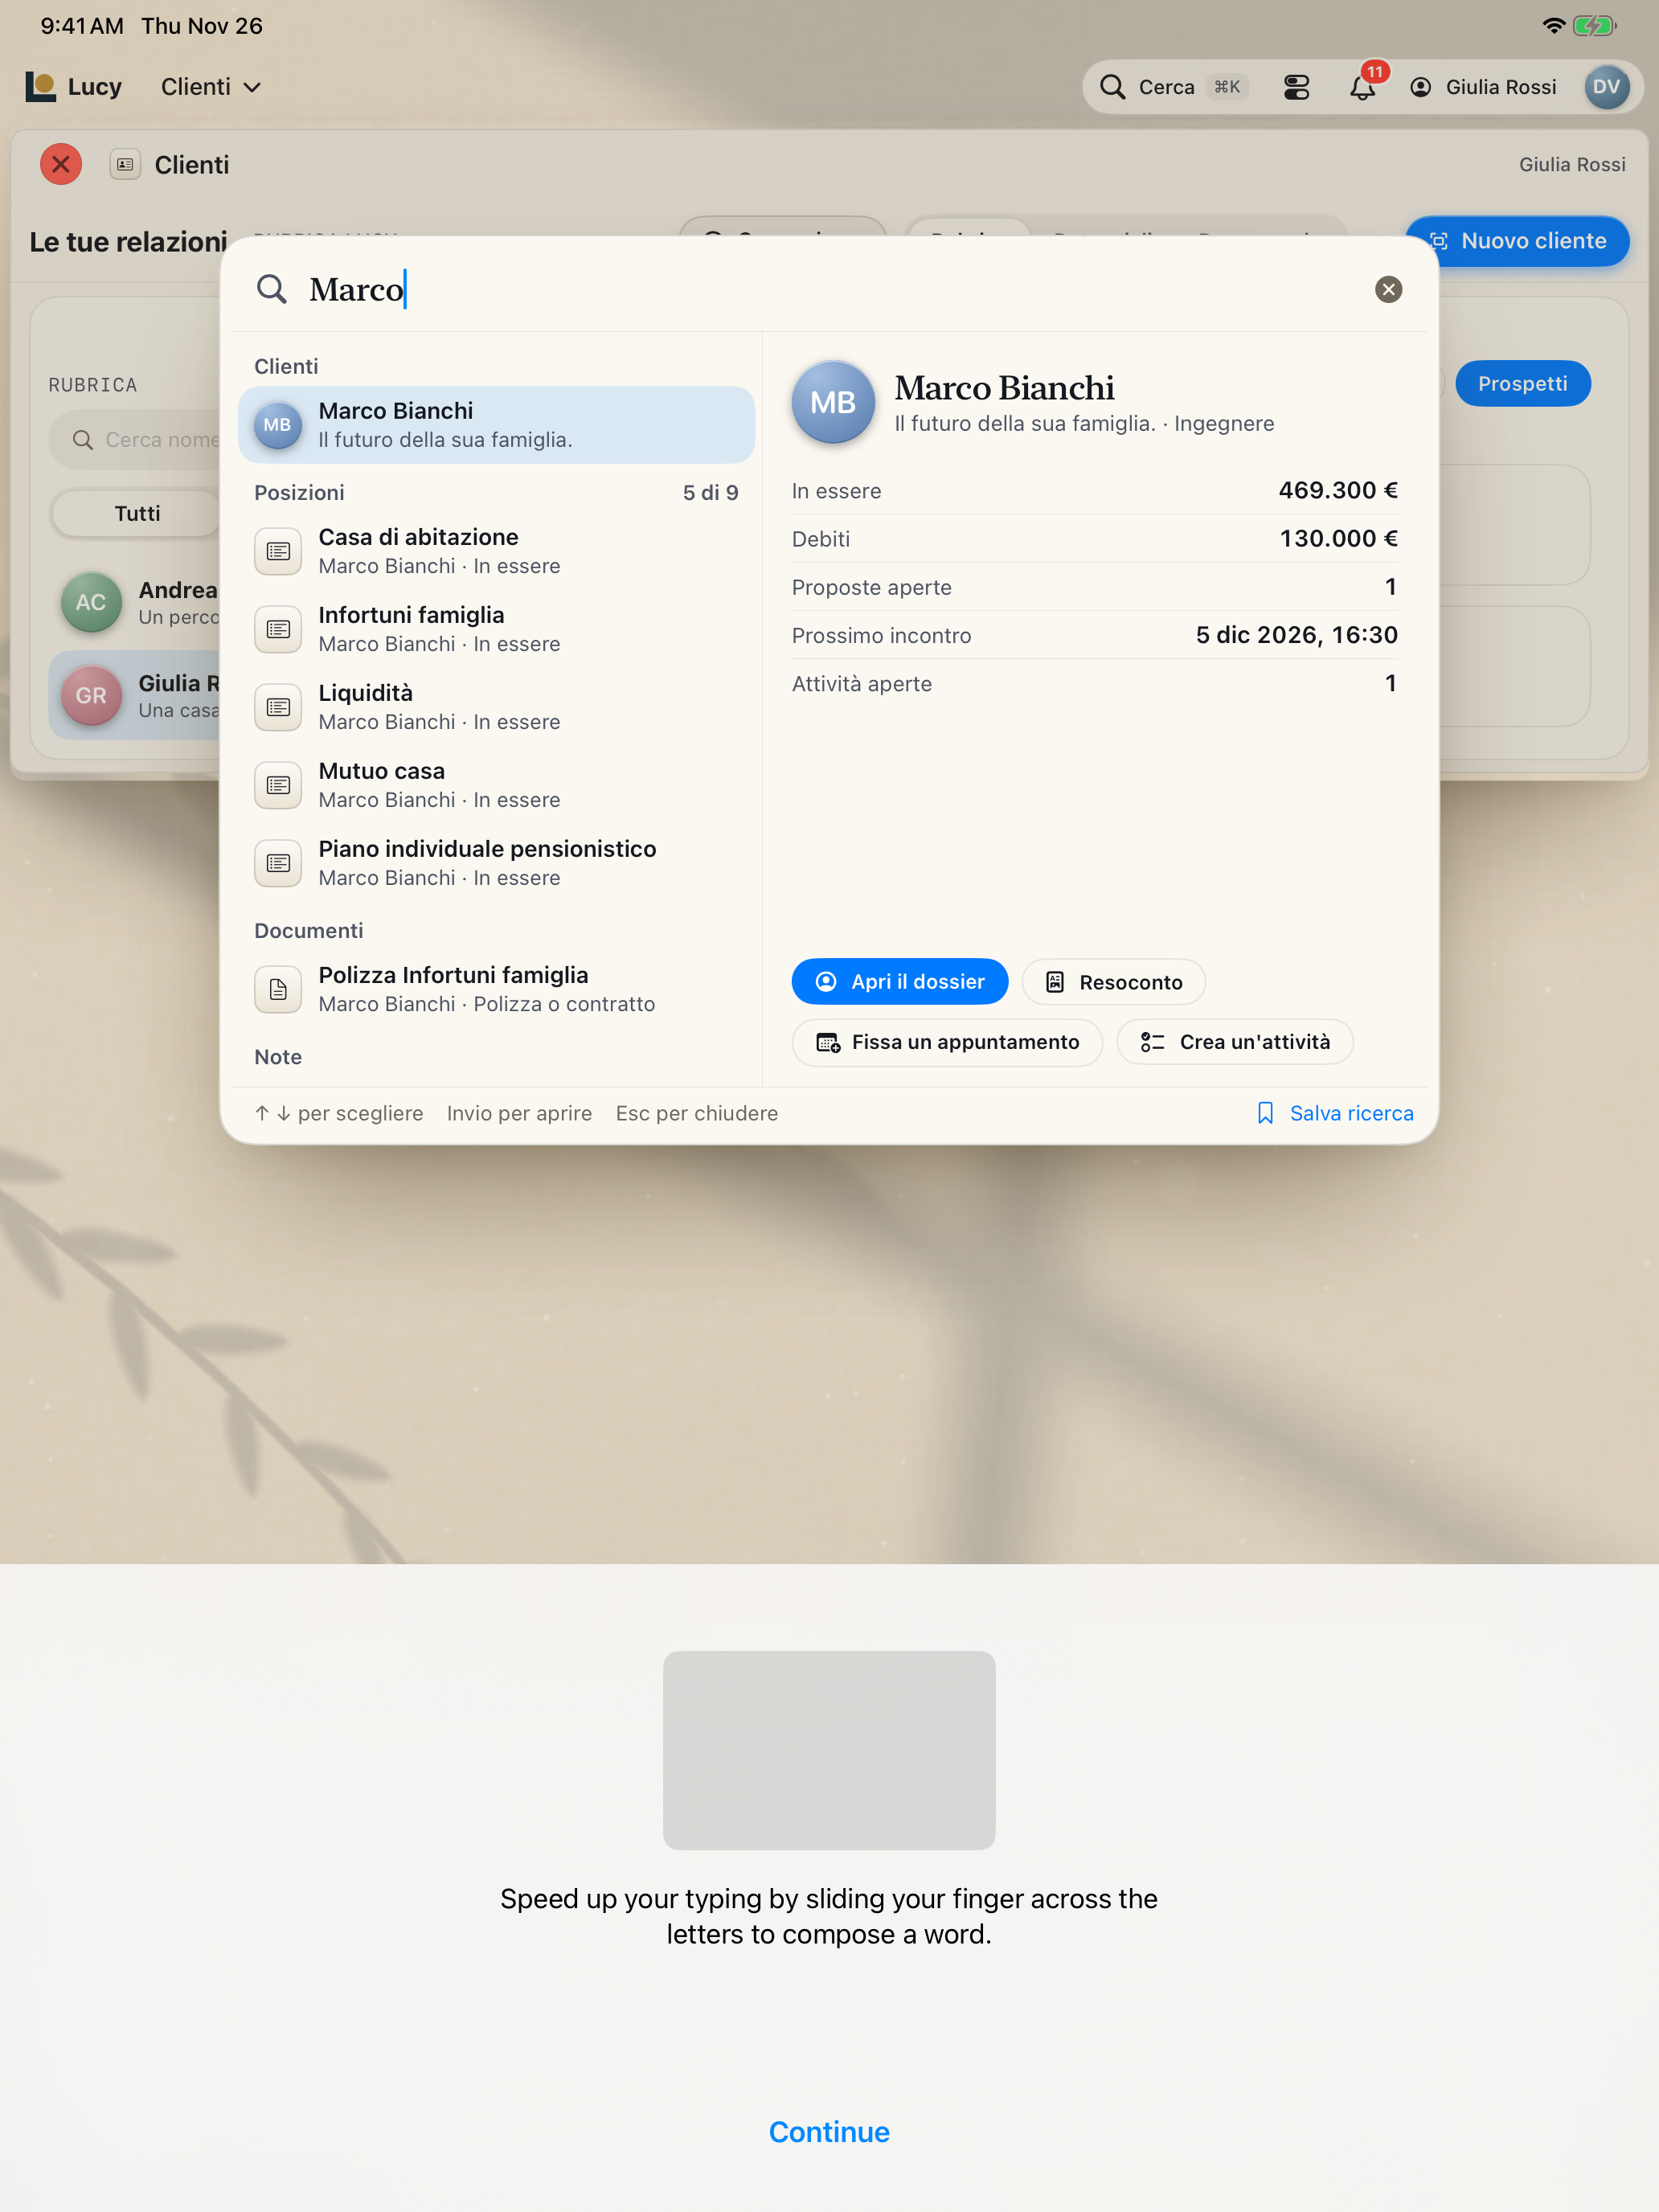 9:41 AM Thu Nov 26
Lucy Clienti
Cerca ⌘K 11 Giulia Rossi DV
Clienti
Giulia Rossi
Le tue relazioni
Nuovo cliente
Marco
RUBRICA
Cerca nome
Tutti
AC Andrea
Un perco
GR Giulia R
Una casa
Prospetti
Clienti
MB Marco Bianchi
Il futuro della sua famiglia.
Posizioni 5 di 9
Casa di abitazione
Marco Bianchi · In essere
Infortuni famiglia
Marco Bianchi · In essere
Liquidità
Marco Bianchi · In essere
Mutuo casa
Marco Bianchi · In essere
Piano individuale pensionistico
Marco Bianchi · In essere
Documenti
Polizza Infortuni famiglia
Marco Bianchi · Polizza o contratto
Note
MB Marco Bianchi
Il futuro della sua famiglia. · Ingegnere
In essere 469.300 €
Debiti 130.000 €
Proposte aperte 1
Prossimo incontro 5 dic 2026, 16:30
Attività aperte 1
Apri il dossier Resoconto
Fissa un appuntamento Crea un'attività
↑ ↓ per scegliere Invio per aprire Esc per chiudere Salva ricerca
Speed up your typing by sliding your finger across the
letters to compose a word.
Continue